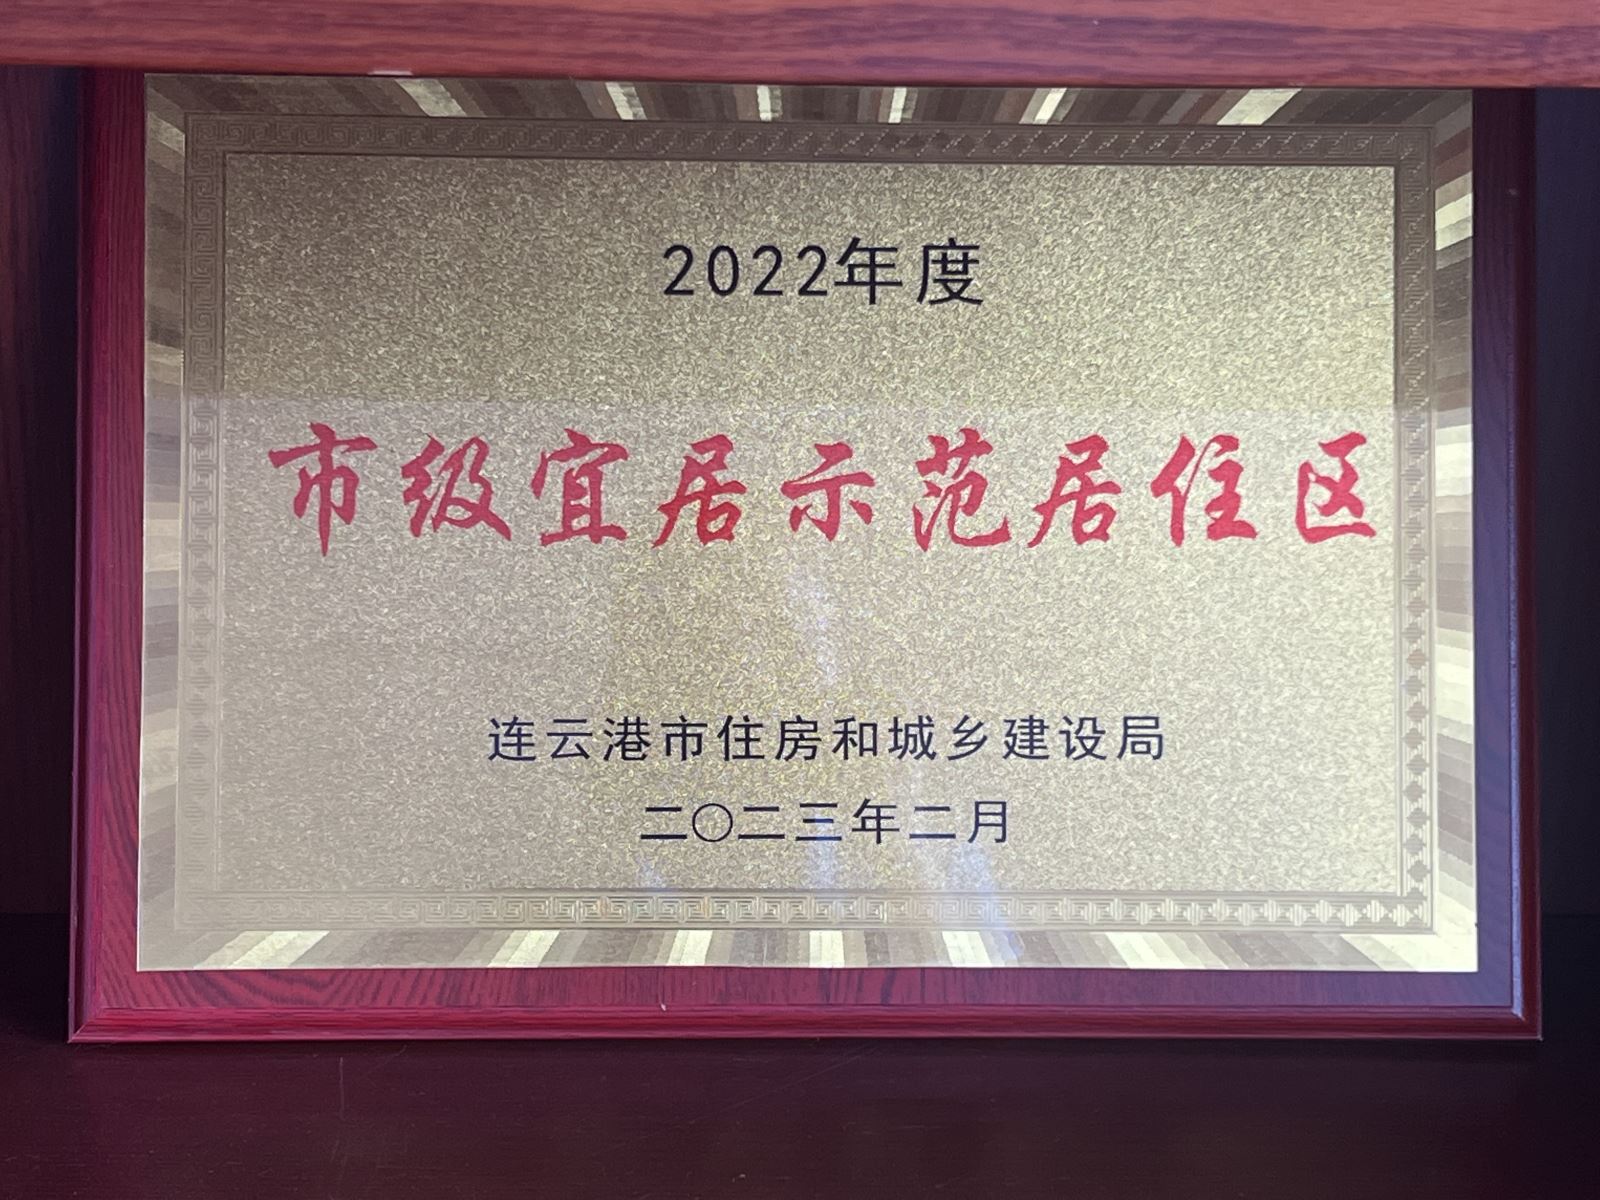 2022年度
市级宜居示范居住区
连云港市住房和城乡建设局
二〇二三年二月